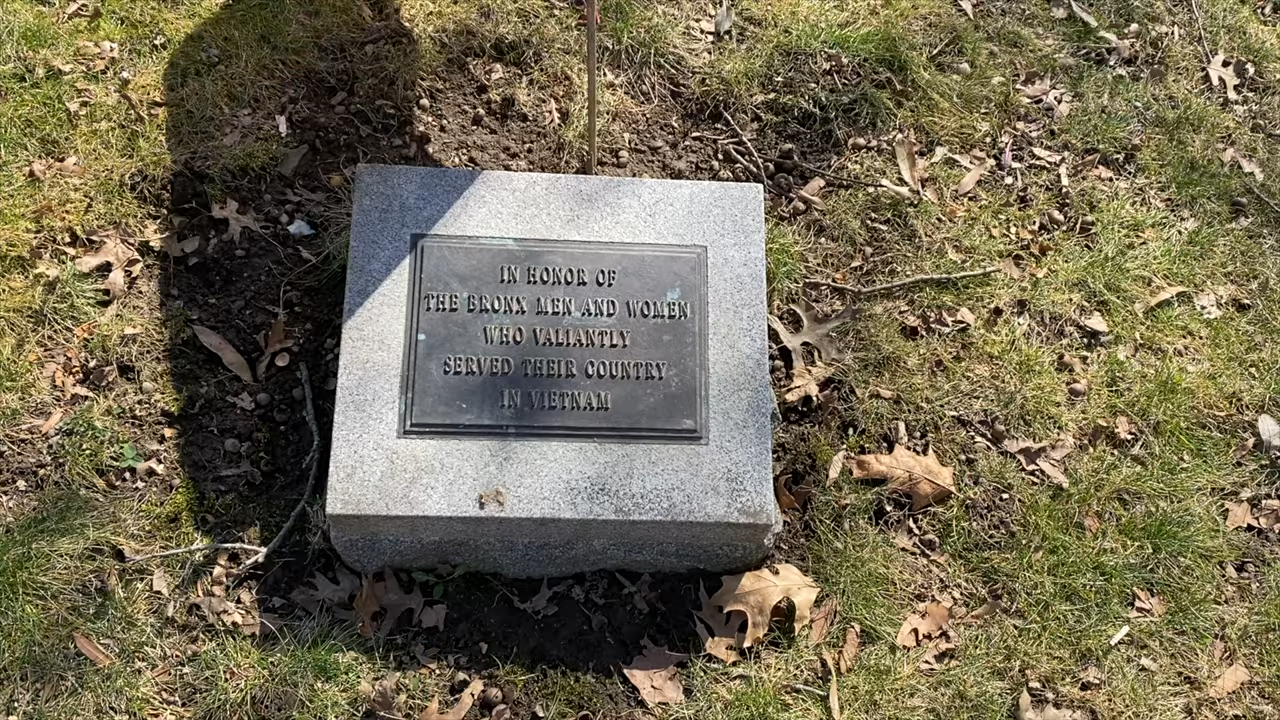 IN HONOR OF
THE BRONX MEN AND WOMEN
WHO VALIANTLY
SERVED THEIR COUNTRY
IN VIETNAM